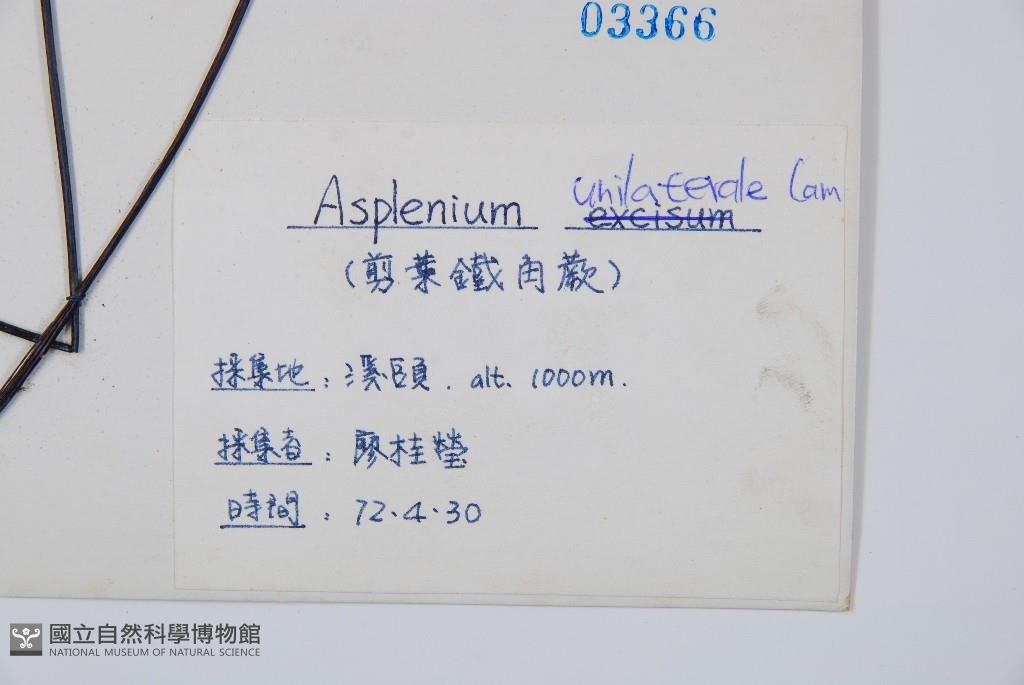 03366
Asplenium unilaterale Lam
excisum
(剪葉鐵角蕨)
採集地：溪頭. alt. 1000m.
採集者：廖桂瑩
時間：72.4.30
國立自然科學博物館
NATIONAL MUSEUM OF NATURAL SCIENCE